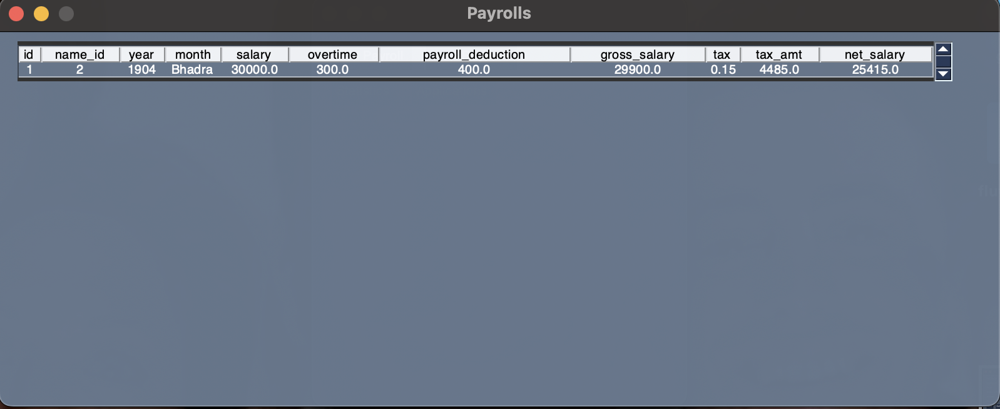 Payrolls
id name_id year month salary overtime payroll_deduction gross_salary tax tax_amt net_salary
1 2 1904 Bhadra 30000.0 300.0 400.0 29900.0 0.15 4485.0 25415.0